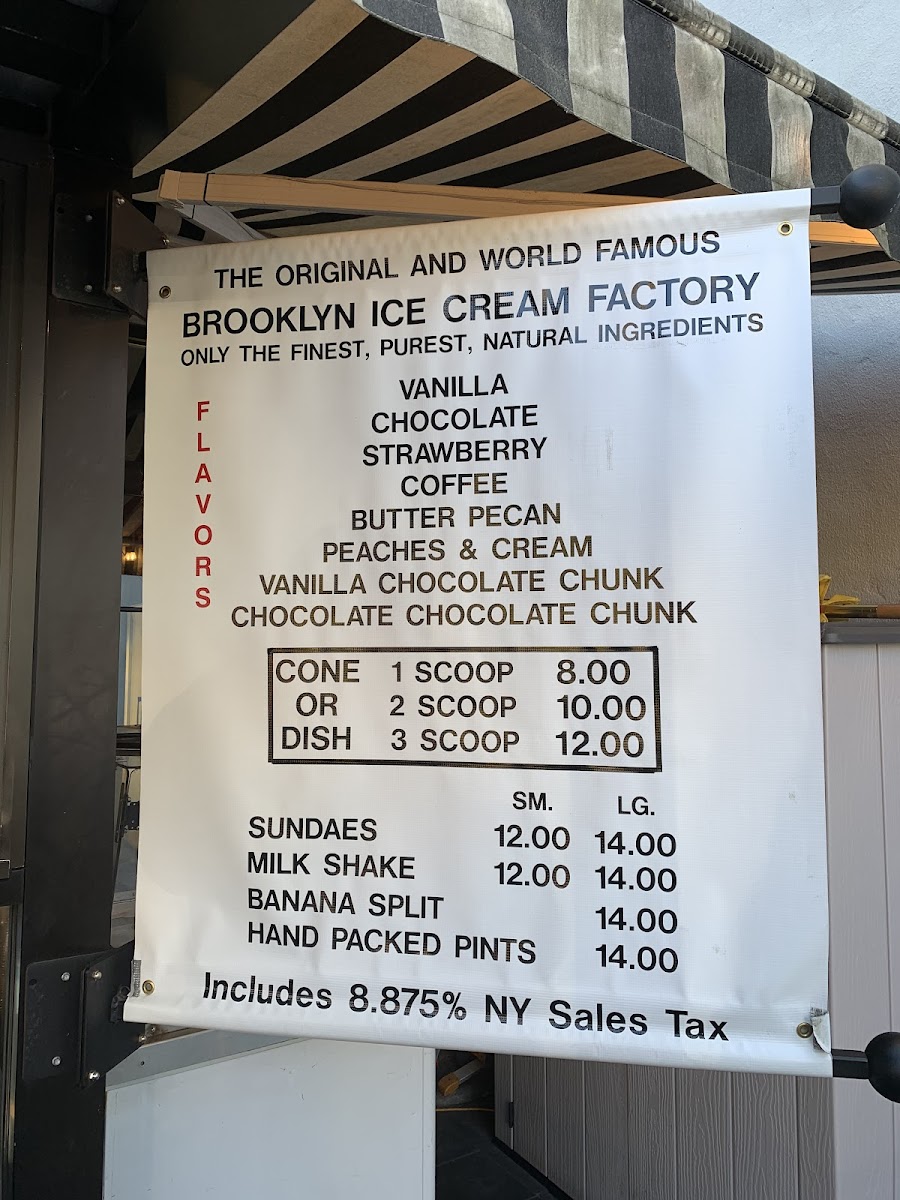 THE ORIGINAL AND WORLD FAMOUS
BROOKLYN ICE CREAM FACTORY
ONLY THE FINEST, PUREST, NATURAL INGREDIENTS
FLAVORS
VANILLA
CHOCOLATE
STRAWBERRY
COFFEE
BUTTER PECAN
PEACHES & CREAM
VANILLA CHOCOLATE CHUNK
CHOCOLATE CHOCOLATE CHUNK
CONE 1 SCOOP 8.00
OR 2 SCOOP 10.00
DISH 3 SCOOP 12.00
SM. LG.
SUNDAES 12.00 14.00
MILK SHAKE 12.00 14.00
BANANA SPLIT 14.00
HAND PACKED PINTS 14.00
Includes 8.875% NY Sales Tax